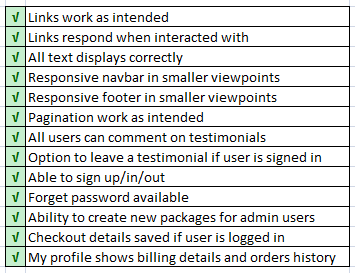 √ Links work as intended
√ Links respond when interacted with
√ All text displays correctly
√ Responsive navbar in smaller viewpoints
√ Responsive footer in smaller viewpoints
√ Pagination work as intended
√ All users can comment on testimonials
√ Option to leave a testimonial if user is signed in
√ Able to sign up/in/out
√ Forget password available
√ Ability to create new packages for admin users
√ Checkout details saved if user is logged in
√ My profile shows billing details and orders history